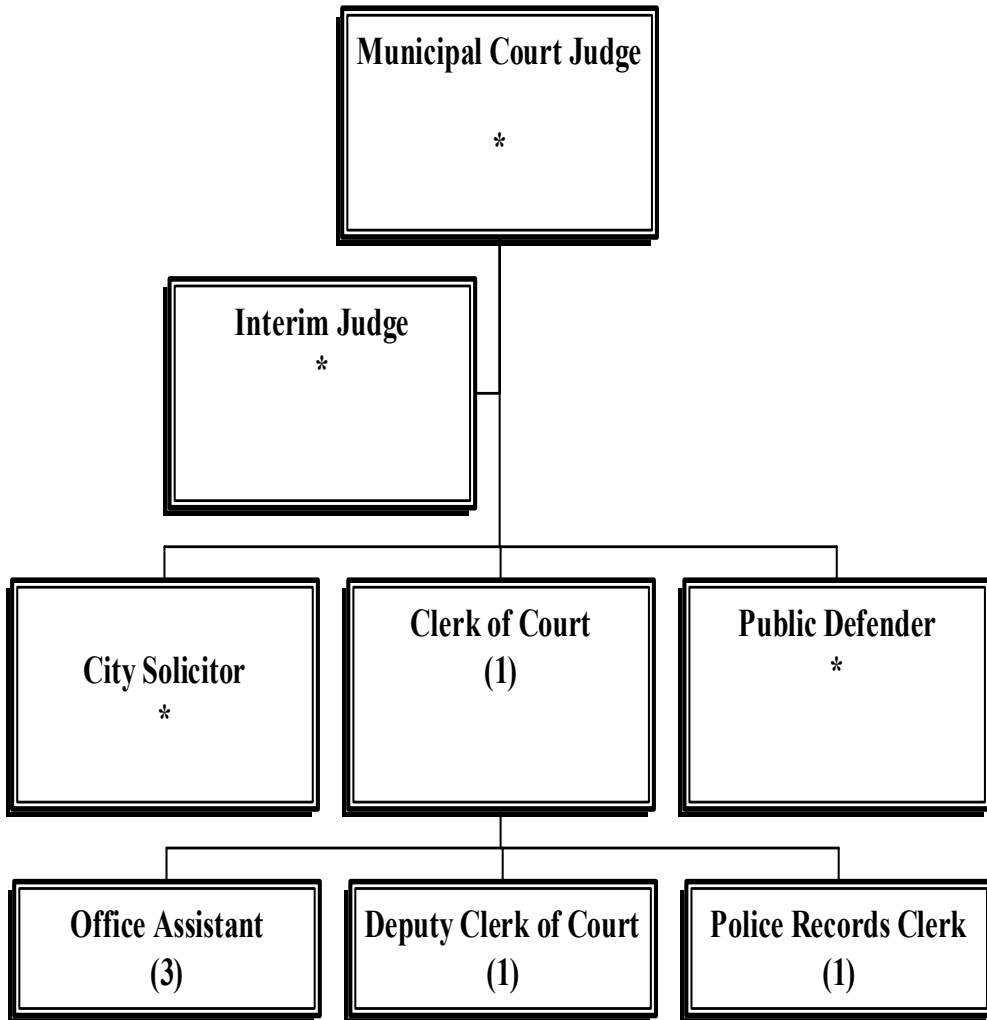 Municipal Court Judge
*
Interim Judge
*
City Solicitor
*
Clerk of Court
(1)
Public Defender
*
Office Assistant
(3)
Deputy Clerk of Court
(1)
Police Records Clerk
(1)